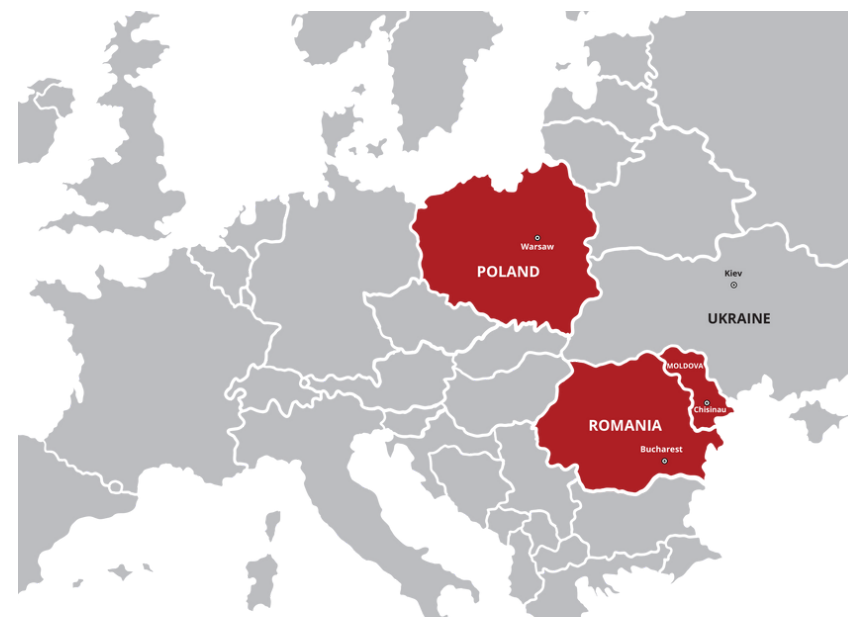 Warsaw
POLAND
Kiev
UKRAINE
MOLDOVA
Chisinau
ROMANIA
Bucharest